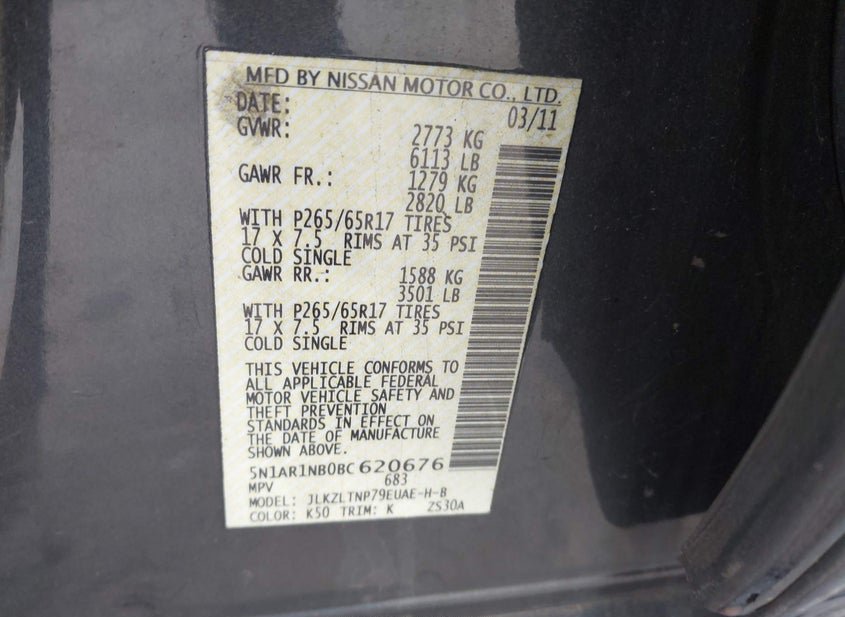 MFD BY NISSAN MOTOR CO., LTD.
DATE: 03/11
GVWR: 2773 KG
6113 LB
GAWR FR.: 1279 KG
2820 LB
WITH P265/65R17 TIRES
17 X 7.5 RIMS AT 35 PSI
COLD SINGLE
GAWR RR.: 1588 KG
3501 LB
WITH P265/65R17 TIRES
17 X 7.5 RIMS AT 35 PSI
COLD SINGLE
THIS VEHICLE CONFORMS TO
ALL APPLICABLE FEDERAL
MOTOR VEHICLE SAFETY AND
THEFT PREVENTION
STANDARDS IN EFFECT ON
THE DATE OF MANUFACTURE
SHOWN ABOVE.
5N1AR1NB0BC620676
MPV 683
MODEL: JLKZLTNP79EUAE-H-B
COLOR: K50 TRIM: K ZS30A